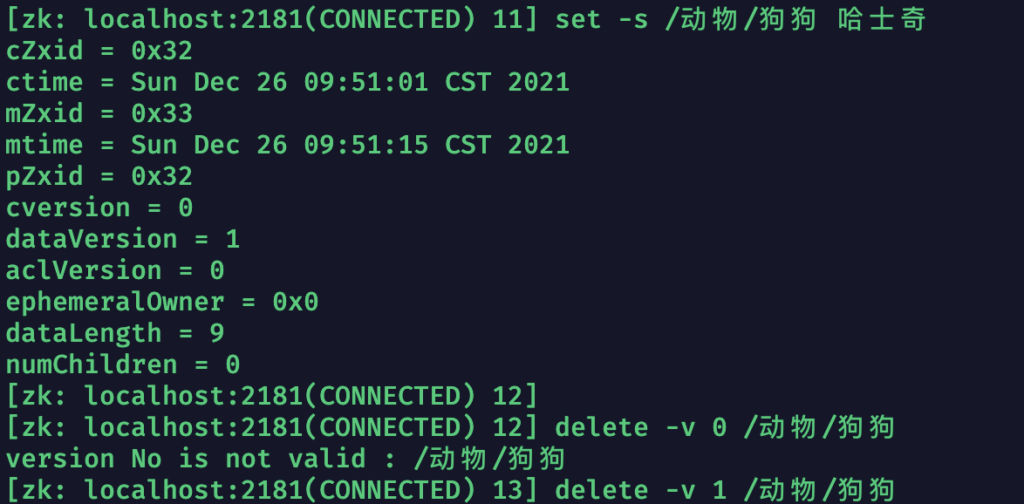 [zk: localhost:2181(CONNECTED) 11] set -s /动物/狗狗 哈士奇
cZxid = 0x32
ctime = Sun Dec 26 09:51:01 CST 2021
mZxid = 0x33
mtime = Sun Dec 26 09:51:15 CST 2021
pZxid = 0x32
cversion = 0
dataVersion = 1
aclVersion = 0
ephemeralOwner = 0x0
dataLength = 9
numChildren = 0
[zk: localhost:2181(CONNECTED) 12]
[zk: localhost:2181(CONNECTED) 12] delete -v 0 /动物/狗狗
version No is not valid : /动物/狗狗
[zk: localhost:2181(CONNECTED) 13] delete -v 1 /动物/狗狗